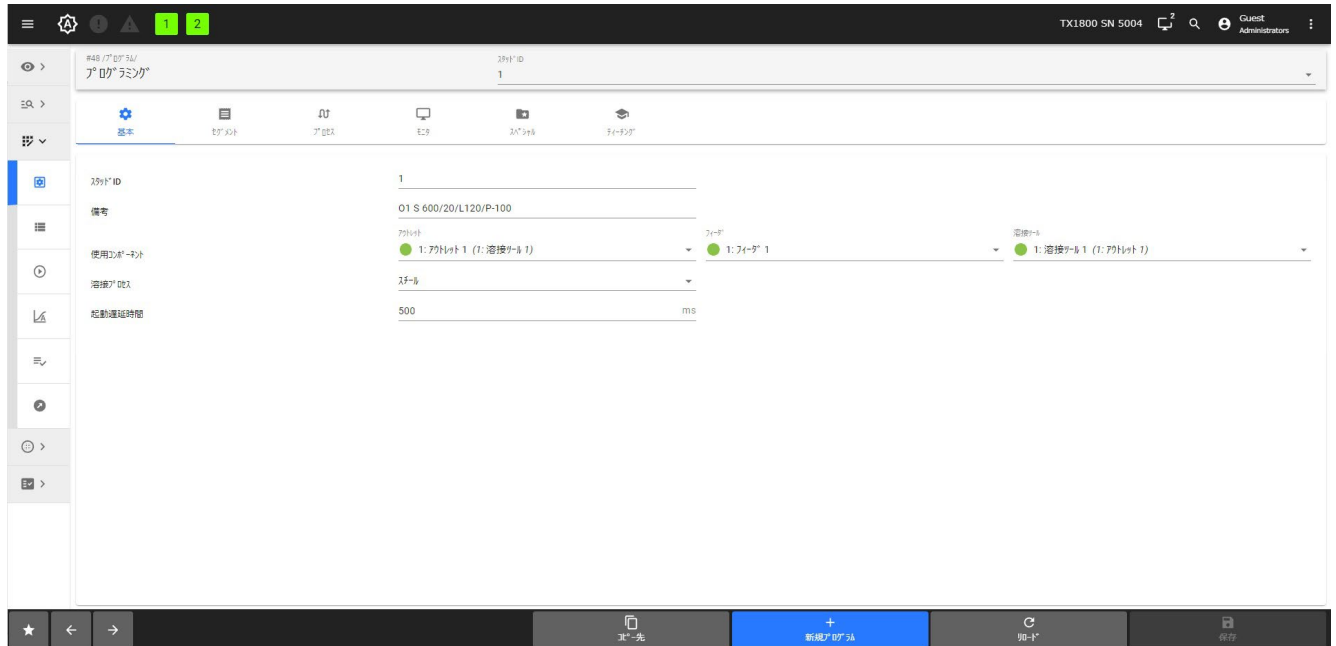 1 2 TX1800 SN 5004 2 Guest
Administrators
#48 /ﾌﾟﾛｸﾞﾗﾑ/
ﾌﾟﾛｸﾞﾗﾐﾝｸﾞ
ｽﾀｯﾄﾞID
1
基本 ｾｸﾞﾒﾝﾄ ﾌﾟﾛｾｽ ﾓﾆﾀ ｽﾍﾟｼｬﾙ ﾃｨｰﾁﾝｸﾞ
ｽﾀｯﾄﾞID 1
備考 O1 S 600/20/L120/P-100
ｱｳﾄﾚｯﾄ ﾌｨｰﾀﾞ 溶接ﾂｰﾙ
使用ｺﾝﾎﾟｰﾈﾝﾄ 1: ｱｳﾄﾚｯﾄ 1 (1: 溶接ﾂｰﾙ 1) 1: ﾌｨｰﾀﾞ 1 1: 溶接ﾂｰﾙ 1 (1: ｱｳﾄﾚｯﾄ 1)
溶接ﾌﾟﾛｾｽ ｽﾁｰﾙ
起動遅延時間 500 ms
ｺﾋﾟｰ先 新規ﾌﾟﾛｸﾞﾗﾑ ﾘﾛｰﾄﾞ 保存